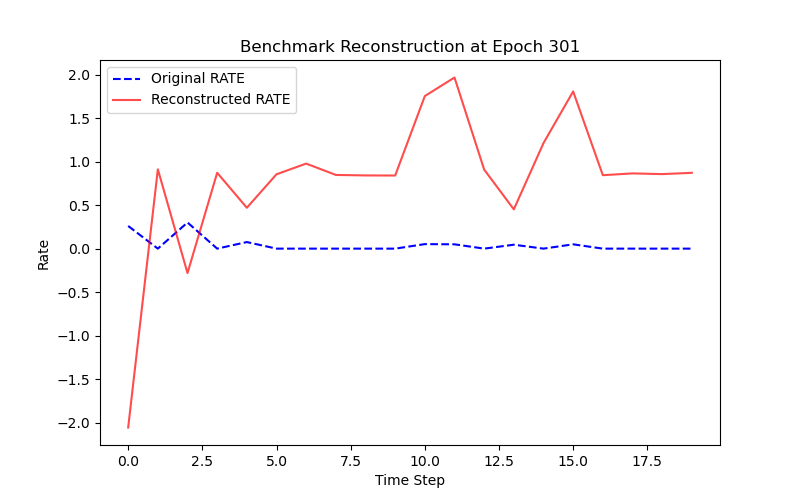 Benchmark Reconstruction at Epoch 301
Original RATE
Reconstructed RATE
2.0
1.5
1.0
0.5
0.0
−0.5
−1.0
−1.5
−2.0
Rate
0.0 2.5 5.0 7.5 10.0 12.5 15.0 17.5
Time Step